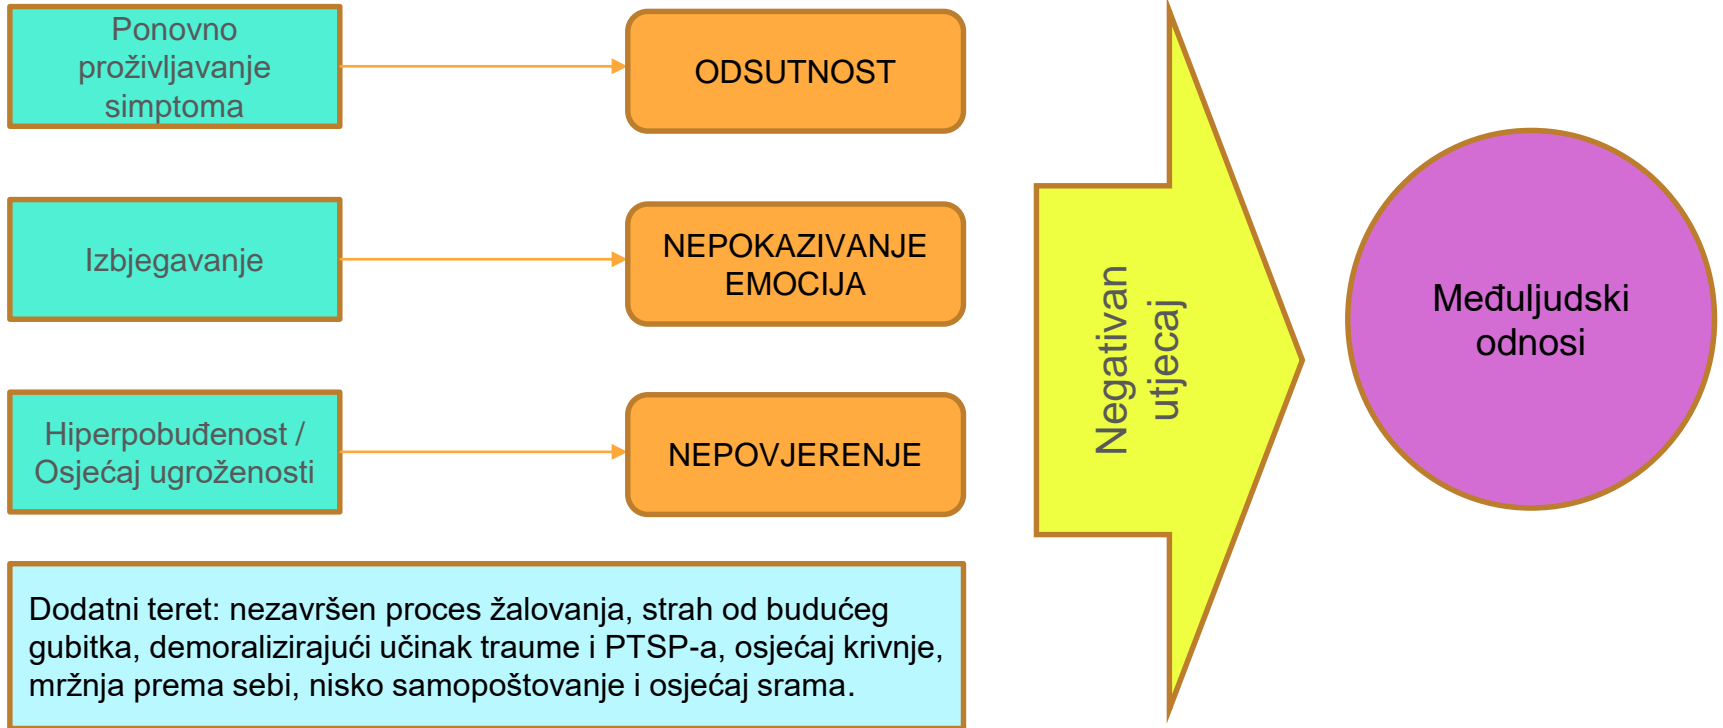 Ponovno
proživljavanje
simptoma
ODSUTNOST
Izbjegavanje
NEPOKAZIVANJE
EMOCIJA
Hiperpobuđenost /
Osjećaj ugroženosti
NEPOVJERENJE
Dodatni teret: nezavršen proces žalovanja, strah od budućeg
gubitka, demoralizirajući učinak traume i PTSP-a, osjećaj krivnje,
mržnja prema sebi, nisko samopoštovanje i osjećaj srama.
Negativan
utjecaj
Međuljudski
odnosi